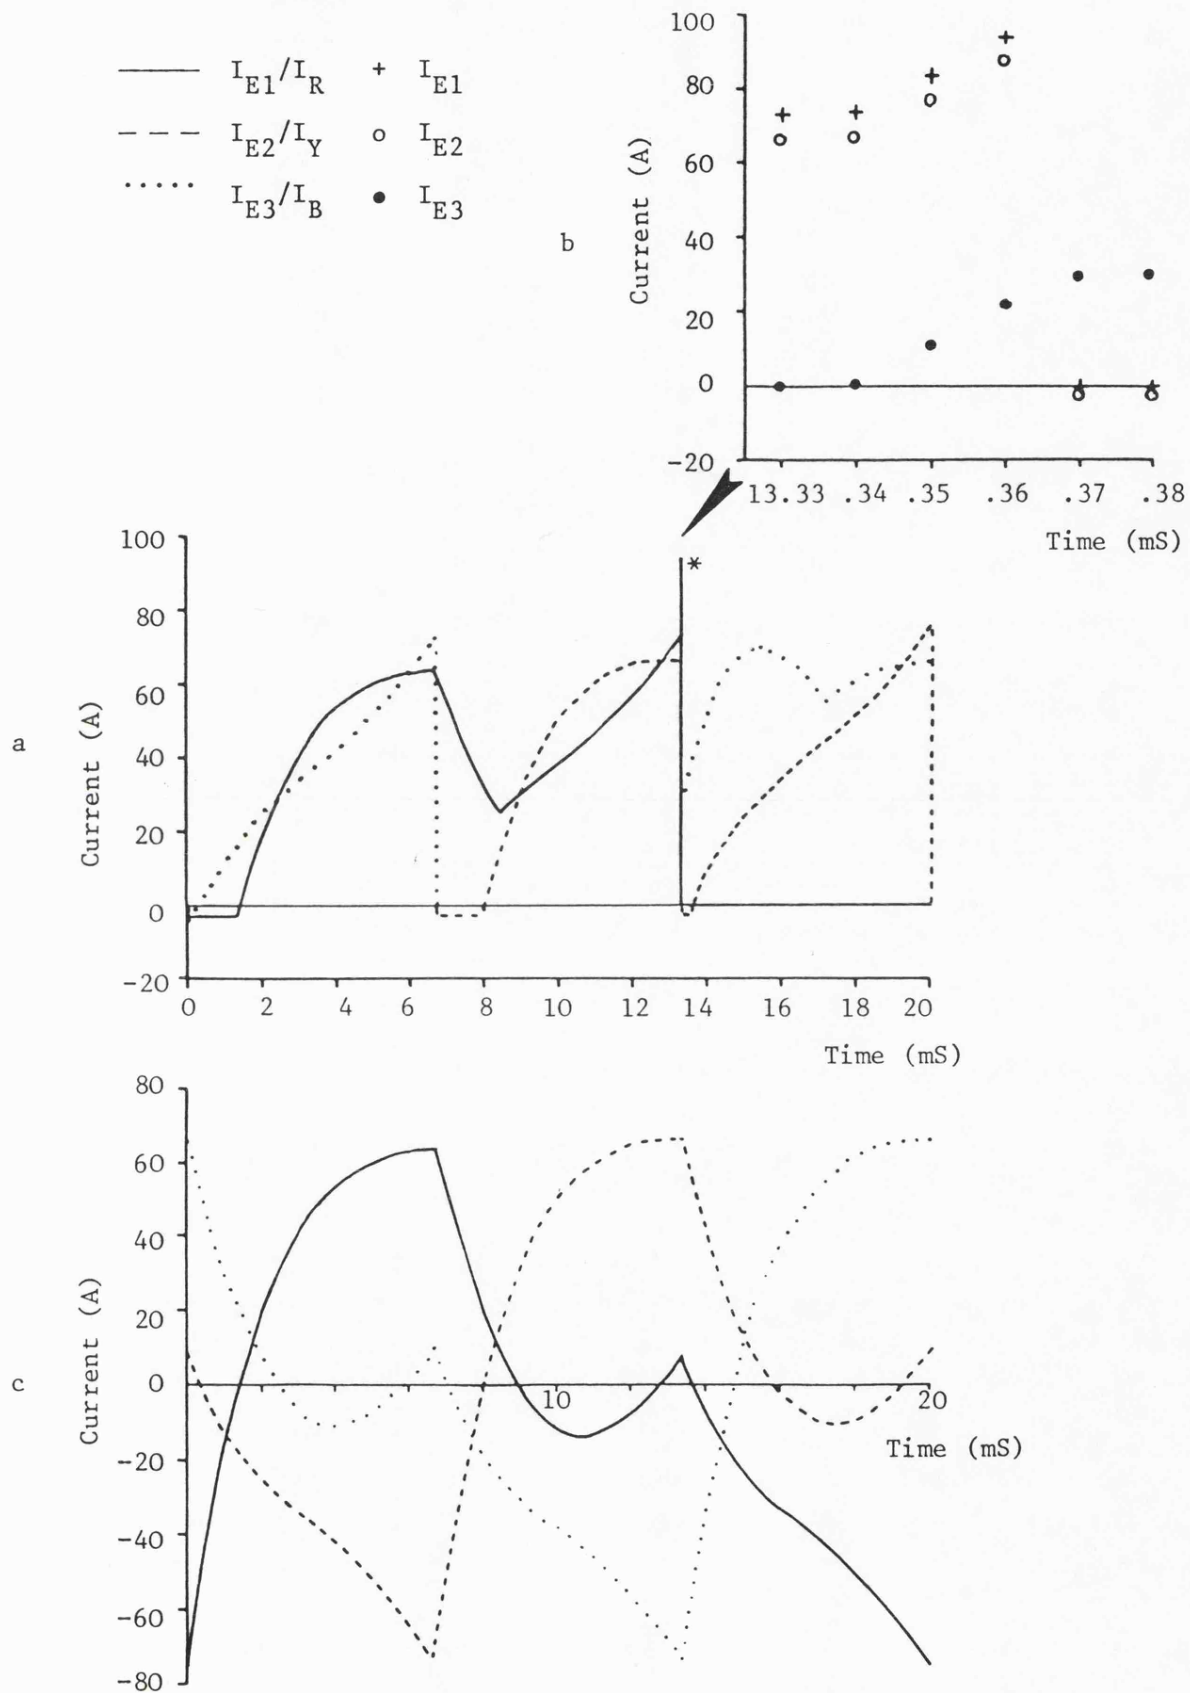 I_E1/I_R + I_E1
I_E2/I_Y o I_E2
I_E3/I_B ● I_E3
b
Current (A)
100
80
60
40
20
0
-20
13.33 .34 .35 .36 .37 .38
Time (mS)
a
Current (A)
100
80
60
40
20
0
-20
*
0 2 4 6 8 10 12 14 16 18 20
Time (mS)
c
Current (A)
80
60
40
20
0
-20
-40
-60
-80
10 20
Time (mS)